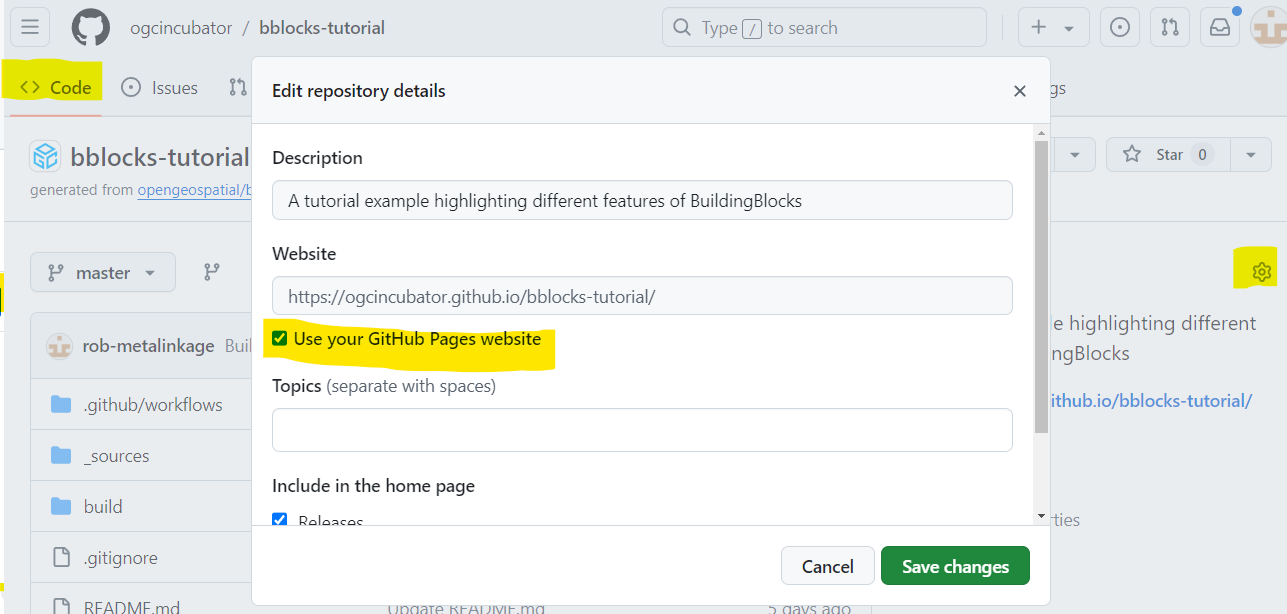 ogcincubator / bblocks-tutorial
Type / to search
Code
Issues
gs
Edit repository details
bblocks-tutorial
Star 0
generated from opengeospatial/b
Description
A tutorial example highlighting different features of BuildingBlocks
Website
https://ogcincubator.github.io/bblocks-tutorial/
master
Use your GitHub Pages website
le highlighting different
ngBlocks
rob-metalinkage Buil
Topics (separate with spaces)
ithub.io/bblocks-tutorial/
.github/workflows
_sources
Include in the home page
build
Releases
rties
.gitignore
Cancel
Save changes
README.md
Update README.md
5 days ago